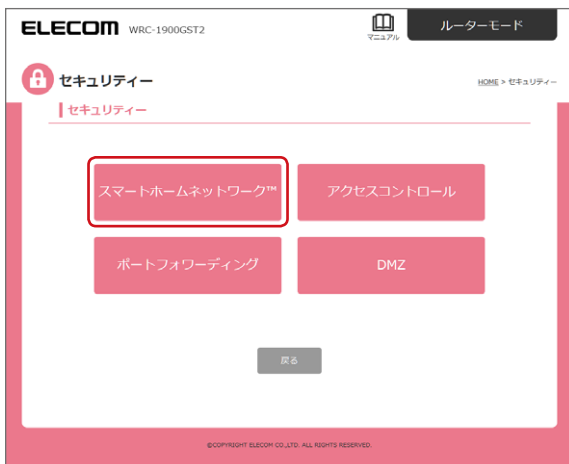 ELECOM WRC-1900GST2
マニュアル
ルーターモード
セキュリティー
HOME > セキュリティー
セキュリティー
スマートホームネットワーク™
アクセスコントロール
ポートフォワーディング
DMZ
戻る
©COPYRIGHT ELECOM CO.,LTD. ALL RIGHTS RESERVED.